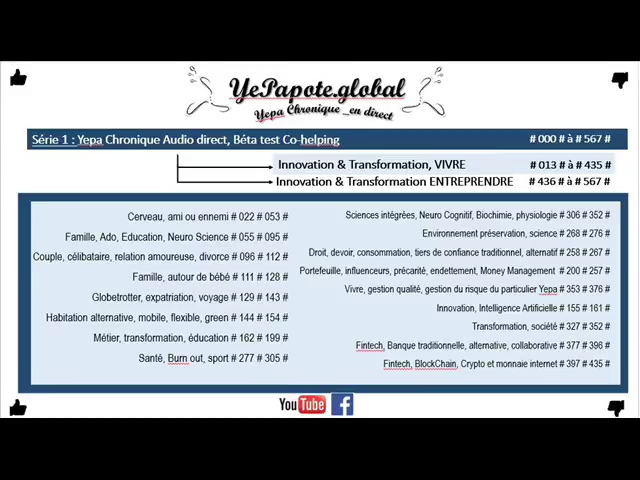 YePapote.global
Yepa Chronique _en direct
Série 1 : Yepa Chronique Audio direct, Béta test Co-helping # 000 # à # 567 #
Innovation & Transformation, VIVRE # 013 # à # 435 #
Innovation & Transformation ENTREPRENDRE # 436 # à # 567 #
Cerveau, ami ou ennemi # 022 # 053 #
Famille, Ado, Education, Neuro Science # 055 # 095 #
Couple, célibataire, relation amoureuse, divorce # 096 # 112 #
Famille, autour de bébé # 111 # 128 #
Globetrotter, expatriation, voyage # 129 # 143 #
Habitation alternative, mobile, flexible, green # 144 # 154 #
Métier, transformation, éducation # 162 # 199 #
Santé, Burn out, sport # 277 # 305 #
Sciences intégrées, Neuro Cognitif, Biochimie, physiologie # 306 # 352 #
Environnement préservation, science # 268 # 276 #
Droit, devoir, consommation, tiers de confiance traditionnel, alternatif # 258 # 267 #
Portefeuille, influenceurs, précarité, endettement, Money Management # 200 # 257 #
Vivre, gestion qualité, gestion du risque du particulier Yepa # 353 # 376 #
Innovation, Intelligence Artificielle # 155 # 161 #
Transformation, société # 327 # 352 #
Fintech, Banque traditionnelle, alternative, collaborative # 377 # 396 #
Fintech, BlockChain, Crypto et monnaie internet # 397 # 435 #
YouTube f